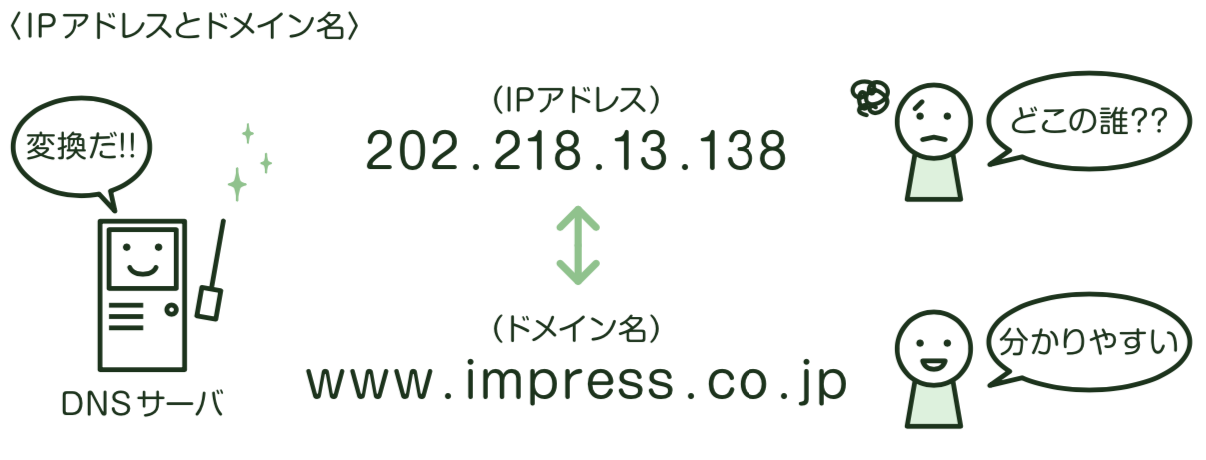 〈IPアドレスとドメイン名〉
変換だ!!
DNSサーバ
(IPアドレス)
202.218.13.138
どこの誰??
(ドメイン名)
www.impress.co.jp
分かりやすい